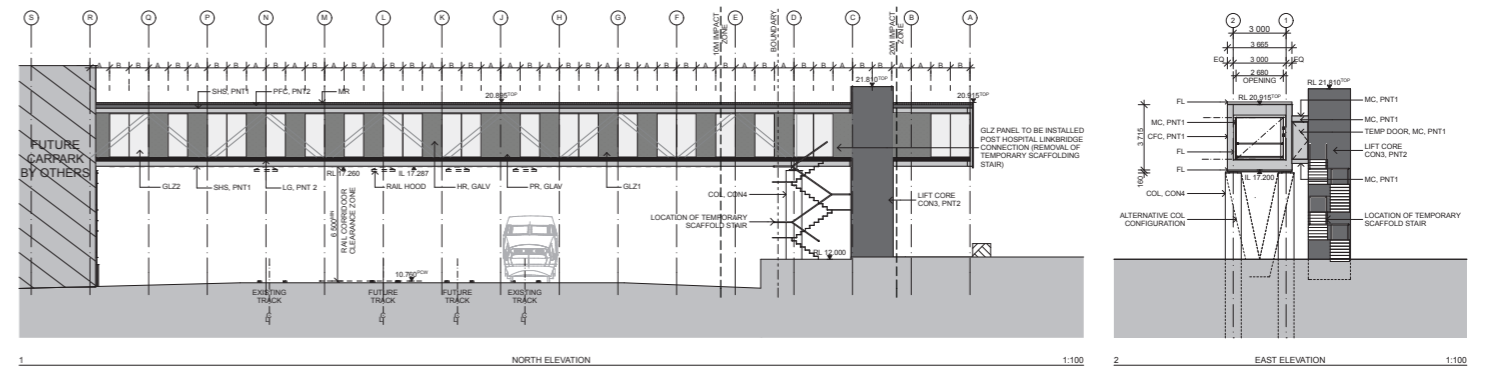 S R Q P N M L K J H G F E D C B A
10M IMPACT
ZONE
BOUNDARY
20M IMPACT
ZONE
A B B A B B A B B A B B A B B A B B A B B A B B A B B A B B A B B A B B A B B A B B A B B
SHS, PNT1
PFC, PNT2
MR
20.895TOP
21.810TOP
20.915TOP
FUTURE
CARPARK
BY OTHERS
GLZ PANEL TO BE INSTALLED
POST HOSPITAL LINKBRIDGE
CONNECTION (REMOVAL OF
TEMPORARY SCAFFOLDING
STAIR)
RL 17.260
IL 17.287
GLZ2
SHS, PNT1
LG, PNT 2
RAIL HOOD
HR, GALV
PR, GLAV
GLZ1
COL, CON4
LIFT CORE
CON3, PNT2
LOCATION OF TEMPORARY
SCAFFOLD STAIR
6.500MIN
RAIL CORRIDOOR
CLEARANCE ZONE
RL 12.000
10.760DCW
EXISTING
TRACK
FUTURE
TRACK
FUTURE
TRACK
EXISTING
TRACK
1
NORTH ELEVATION
1:100
2 1
3 000
3 665
EQ 3 000 EQ
2 680
OPENING
RL 21.810TOP
RL 20.915TOP
FL
MC, PNT1
CFC, PNT1
FL
FL
3 715
160
MC, PNT1
MC, PNT1
TEMP DOOR, MC, PNT1
LIFT CORE
CON3, PNT2
MC, PNT1
IL 17.200
COL, CON4
ALTERNATIVE COL
CONFIGURATION
LOCATION OF TEMPORARY
SCAFFOLD STAIR
2
EAST ELEVATION
1:100